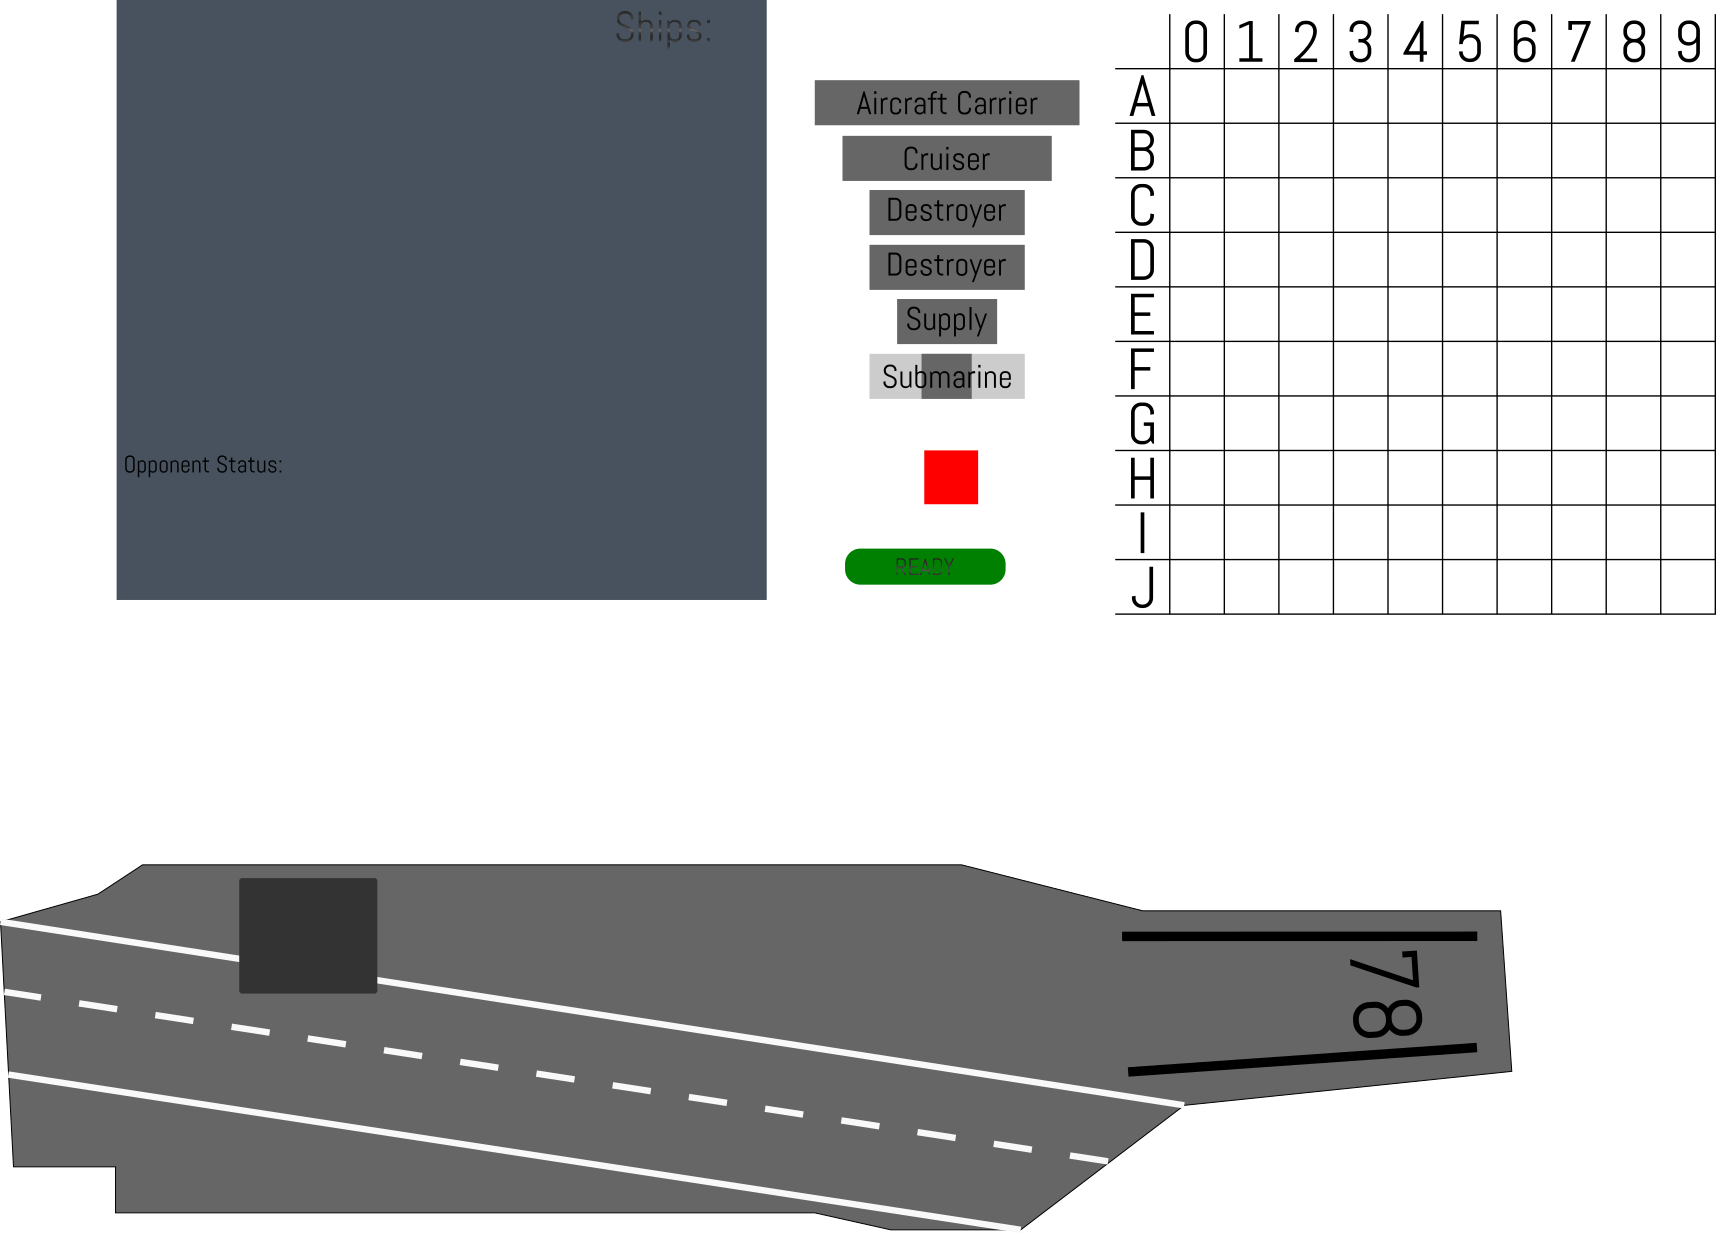 Ships:
Opponent Status:
Aircraft Carrier
Cruiser
Destroyer
Destroyer
Supply
Submarine
READY
0 1 2 3 4 5 6 7 8 9
A
B
C
D
E
F
G
H
I
J
78